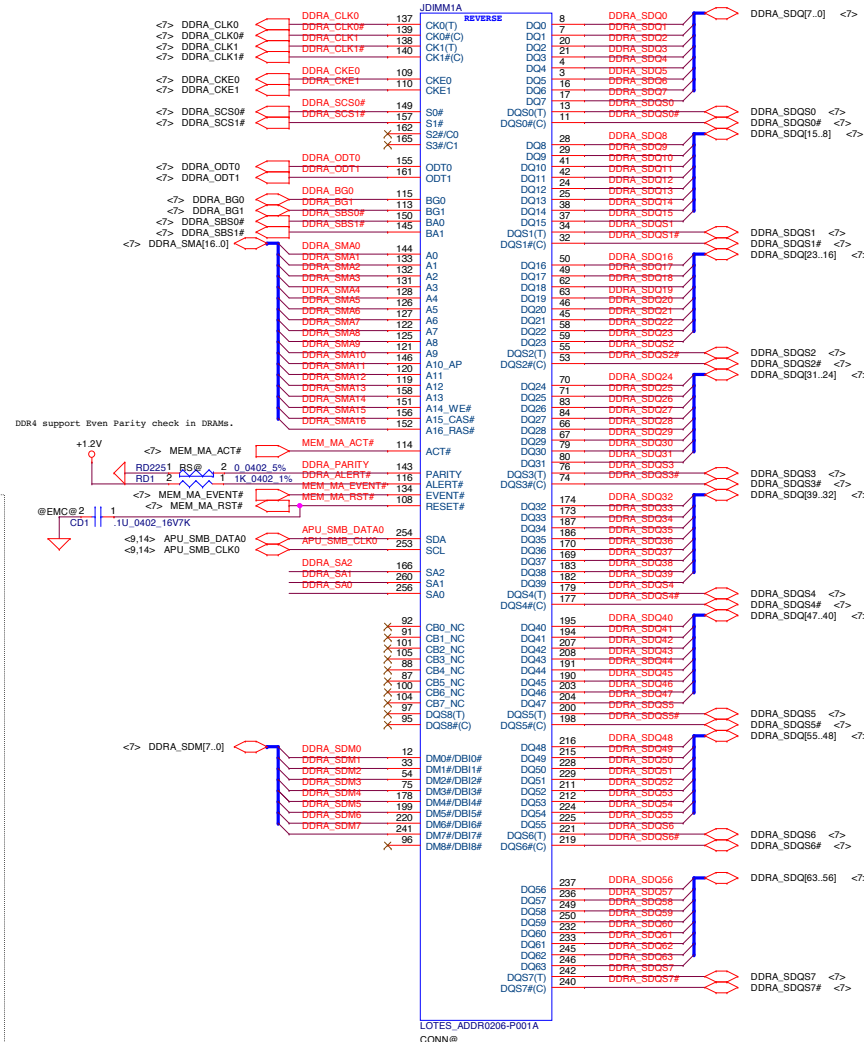 JDIMM1A
REVERSE
<7> DDRA_CLK0 DDRA_CLK0 137 CK0(T)
<7> DDRA_CLK0# DDRA_CLK0# 139 CK0#(C)
<7> DDRA_CLK1 DDRA_CLK1 138 CK1(T)
<7> DDRA_CLK1# DDRA_CLK1# 140 CK1#(C)
<7> DDRA_CKE0 DDRA_CKE0 109 CKE0
<7> DDRA_CKE1 DDRA_CKE1 110 CKE1
<7> DDRA_SCS0# DDRA_SCS0# 149 S0#
<7> DDRA_SCS1# DDRA_SCS1# 157 S1#
162 S2#/C0
165 S3#/C1
<7> DDRA_ODT0 DDRA_ODT0 155 ODT0
<7> DDRA_ODT1 DDRA_ODT1 161 ODT1
<7> DDRA_BG0 DDRA_BG0 115 BG0
<7> DDRA_BG1 DDRA_BG1 113 BG1
<7> DDRA_SBS0# DDRA_SBS0# 150 BA0
<7> DDRA_SBS1# DDRA_SBS1# 145 BA1
<7> DDRA_SMA[16..0]
DDRA_SMA0 144 A0
DDRA_SMA1 133 A1
DDRA_SMA2 132 A2
DDRA_SMA3 131 A3
DDRA_SMA4 128 A4
DDRA_SMA5 126 A5
DDRA_SMA6 127 A6
DDRA_SMA7 122 A7
DDRA_SMA8 125 A8
DDRA_SMA9 121 A9
DDRA_SMA10 146 A10_AP
DDRA_SMA11 120 A11
DDRA_SMA12 119 A12
DDRA_SMA13 158 A13
DDRA_SMA14 151 A14_WE#
DDRA_SMA15 156 A15_CAS#
DDRA_SMA16 152 A16_RAS#
DDR4 support Even Parity check in DRAMs.
+1.2V
<7> MEM_MA_ACT# MEM_MA_ACT# 114 ACT#
RD225 1 RS@ 2 0_0402_5% DDRA_PARITY 143 PARITY
RD1 2 1 1K_0402_1% DDRA_ALERT# 116 ALERT#
<7> MEM_MA_EVENT# MEM_MA_EVENT# 134 EVENT#
<7> MEM_MA_RST# MEM_MA_RST# 108 RESET#
@EMC@ 2 1
CD1 .1U_0402_16V7K
<9,14> APU_SMB_DATA0 APU_SMB_DATA0 254 SDA
<9,14> APU_SMB_CLK0 APU_SMB_CLK0 253 SCL
DDRA_SA2 166 SA2
DDRA_SA1 260 SA1
DDRA_SA0 256 SA0
92 CB0_NC
91 CB1_NC
101 CB2_NC
105 CB3_NC
88 CB4_NC
87 CB5_NC
100 CB6_NC
104 CB7_NC
97 DQS8(T)
95 DQS8#(C)
<7> DDRA_SDM[7..0]
DDRA_SDM0 12 DM0#/DBI0#
DDRA_SDM1 33 DM1#/DBI1#
DDRA_SDM2 54 DM2#/DBI2#
DDRA_SDM3 75 DM3#/DBI3#
DDRA_SDM4 178 DM4#/DBI4#
DDRA_SDM5 199 DM5#/DBI5#
DDRA_SDM6 220 DM6#/DBI6#
DDRA_SDM7 241 DM7#/DBI7#
96 DM8#/DBI8#
DQ0 8 DDRA_SDQ0 DDRA_SDQ[7..0] <7>
DQ1 7 DDRA_SDQ1
DQ2 20 DDRA_SDQ2
DQ3 21 DDRA_SDQ3
DQ4 4 DDRA_SDQ4
DQ5 3 DDRA_SDQ5
DQ6 16 DDRA_SDQ6
DQ7 17 DDRA_SDQ7
DQS0(T) 13 DDRA_SDQS0 DDRA_SDQS0 <7>
DQS0#(C) 11 DDRA_SDQS0# DDRA_SDQS0# <7>
DDRA_SDQ[15..8] <7>
DQ8 28 DDRA_SDQ8
DQ9 29 DDRA_SDQ9
DQ10 41 DDRA_SDQ10
DQ11 42 DDRA_SDQ11
DQ12 24 DDRA_SDQ12
DQ13 25 DDRA_SDQ13
DQ14 38 DDRA_SDQ14
DQ15 37 DDRA_SDQ15
DQS1(T) 34 DDRA_SDQS1 DDRA_SDQS1 <7>
DQS1#(C) 32 DDRA_SDQS1# DDRA_SDQS1# <7>
DDRA_SDQ[23..16] <7>
DQ16 50 DDRA_SDQ16
DQ17 49 DDRA_SDQ17
DQ18 62 DDRA_SDQ18
DQ19 63 DDRA_SDQ19
DQ20 46 DDRA_SDQ20
DQ21 45 DDRA_SDQ21
DQ22 58 DDRA_SDQ22
DQ23 59 DDRA_SDQ23
DQS2(T) 55 DDRA_SDQS2 DDRA_SDQS2 <7>
DQS2#(C) 53 DDRA_SDQS2# DDRA_SDQS2# <7>
DDRA_SDQ[31..24] <7>
DQ24 70 DDRA_SDQ24
DQ25 71 DDRA_SDQ25
DQ26 83 DDRA_SDQ26
DQ27 84 DDRA_SDQ27
DQ28 66 DDRA_SDQ28
DQ29 67 DDRA_SDQ29
DQ30 79 DDRA_SDQ30
DQ31 80 DDRA_SDQ31
DQS3(T) 76 DDRA_SDQS3 DDRA_SDQS3 <7>
DQS3#(C) 74 DDRA_SDQS3# DDRA_SDQS3# <7>
DDRA_SDQ[39..32] <7>
DQ32 174 DDRA_SDQ32
DQ33 173 DDRA_SDQ33
DQ34 187 DDRA_SDQ34
DQ35 186 DDRA_SDQ35
DQ36 170 DDRA_SDQ36
DQ37 169 DDRA_SDQ37
DQ38 183 DDRA_SDQ38
DQ39 182 DDRA_SDQ39
DQS4(T) 179 DDRA_SDQS4 DDRA_SDQS4 <7>
DQS4#(C) 177 DDRA_SDQS4# DDRA_SDQS4# <7>
DDRA_SDQ[47..40] <7>
DQ40 195 DDRA_SDQ40
DQ41 194 DDRA_SDQ41
DQ42 207 DDRA_SDQ42
DQ43 208 DDRA_SDQ43
DQ44 191 DDRA_SDQ44
DQ45 190 DDRA_SDQ45
DQ46 203 DDRA_SDQ46
DQ47 204 DDRA_SDQ47
DQS5(T) 200 DDRA_SDQS5 DDRA_SDQS5 <7>
DQS5#(C) 198 DDRA_SDQS5# DDRA_SDQS5# <7>
DDRA_SDQ[55..48] <7>
DQ48 216 DDRA_SDQ48
DQ49 215 DDRA_SDQ49
DQ50 228 DDRA_SDQ50
DQ51 229 DDRA_SDQ51
DQ52 211 DDRA_SDQ52
DQ53 212 DDRA_SDQ53
DQ54 224 DDRA_SDQ54
DQ55 225 DDRA_SDQ55
DQS6(T) 221 DDRA_SDQS6 DDRA_SDQS6 <7>
DQS6#(C) 219 DDRA_SDQS6# DDRA_SDQS6# <7>
DDRA_SDQ[63..56] <7>
DQ56 237 DDRA_SDQ56
DQ57 236 DDRA_SDQ57
DQ58 249 DDRA_SDQ58
DQ59 250 DDRA_SDQ59
DQ60 232 DDRA_SDQ60
DQ61 233 DDRA_SDQ61
DQ62 245 DDRA_SDQ62
DQ63 246 DDRA_SDQ63
DQS7(T) 242 DDRA_SDQS7 DDRA_SDQS7 <7>
DQS7#(C) 240 DDRA_SDQS7# DDRA_SDQS7# <7>
LOTES_ADDR0206-P001A
CONN@